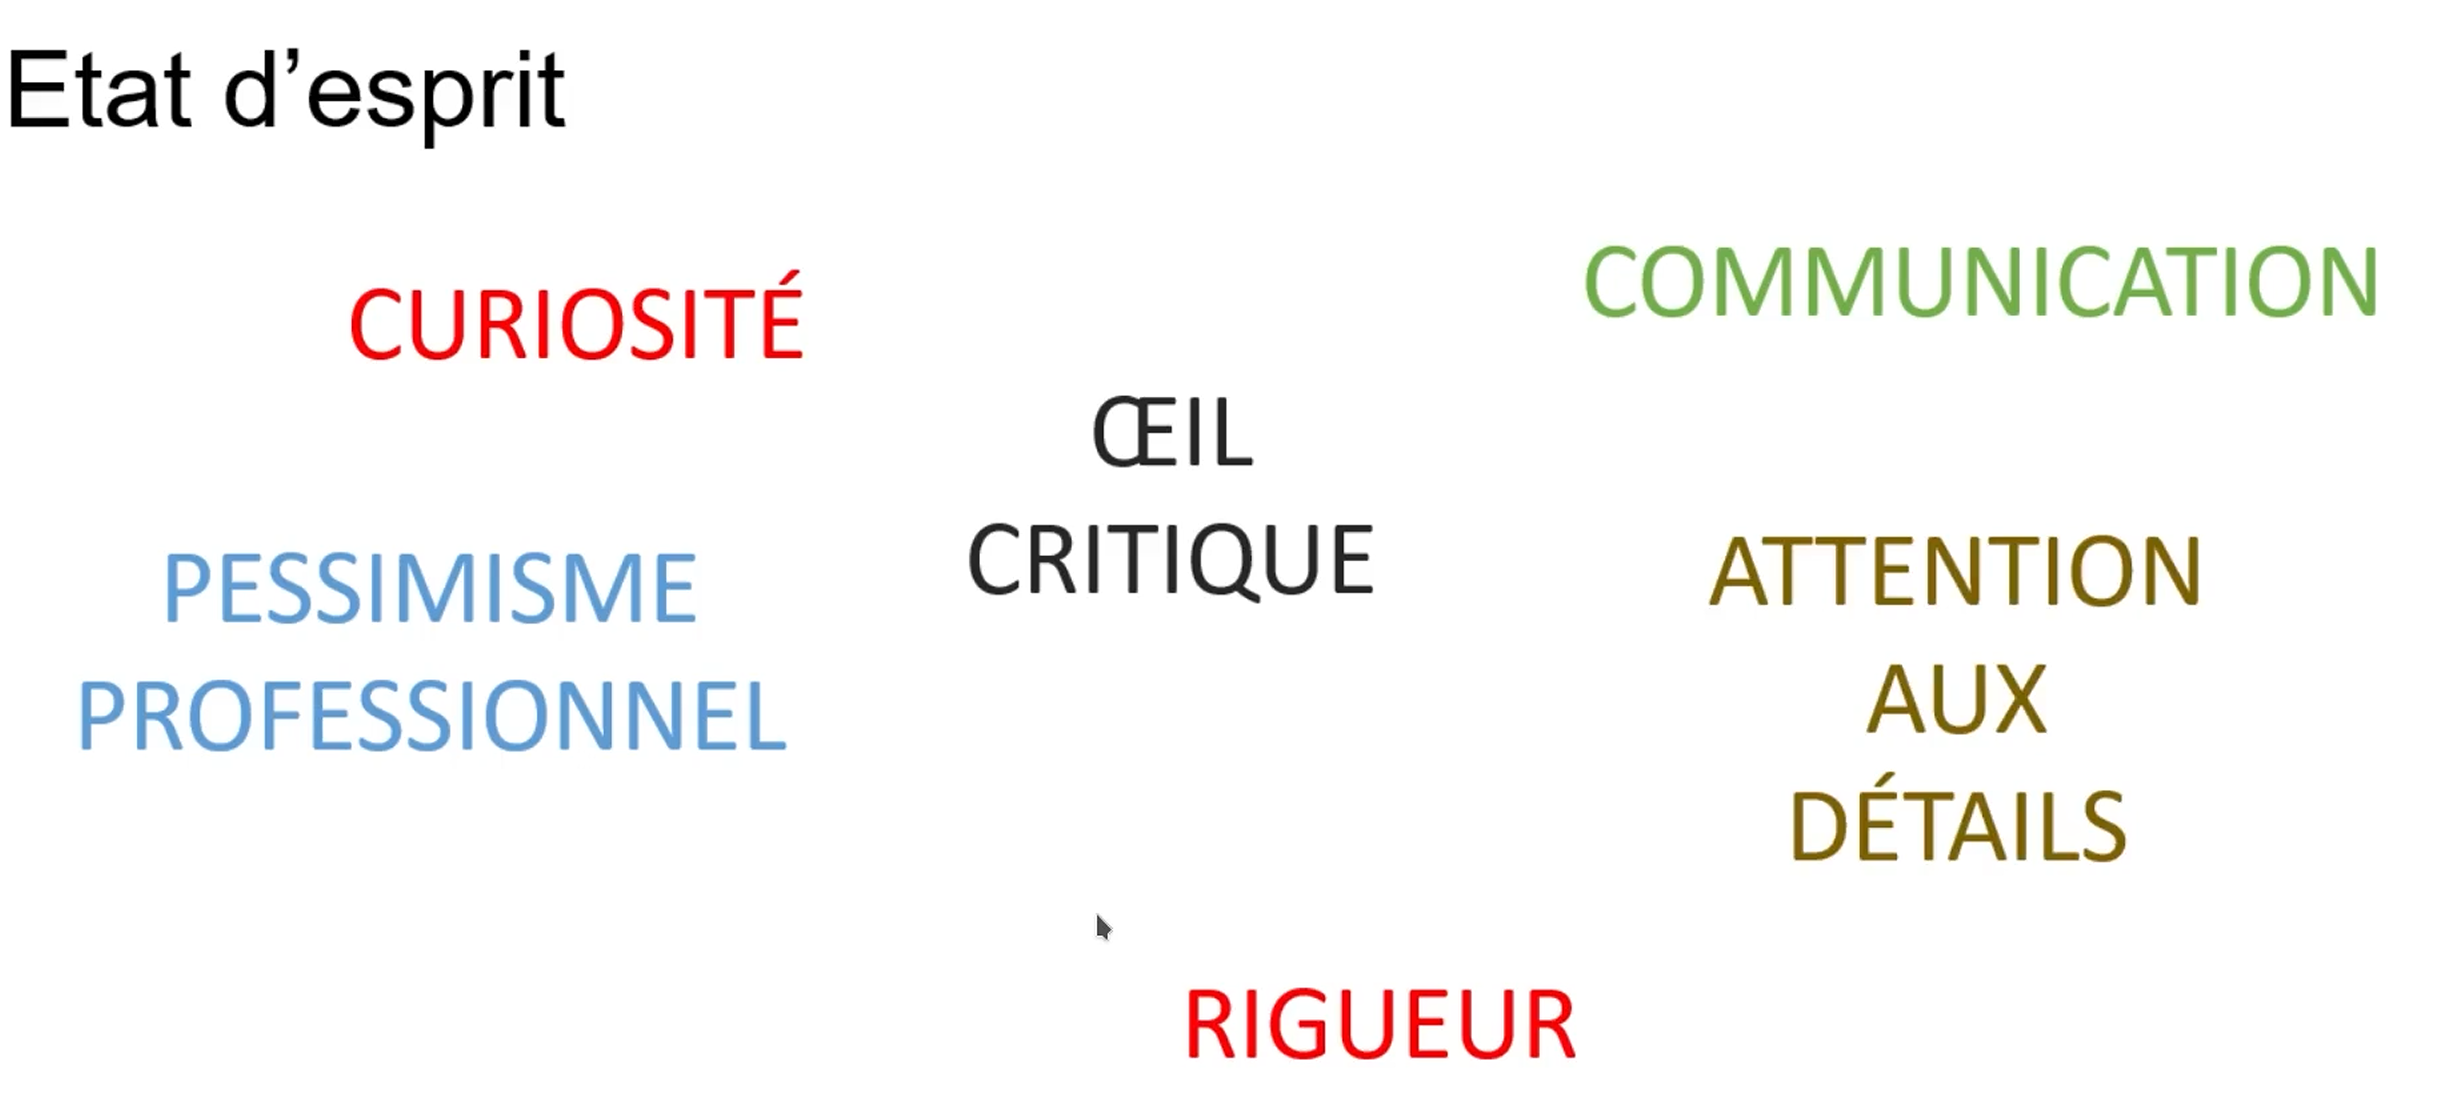 Etat d’esprit
CURIOSITÉ
COMMUNICATION
ŒIL
CRITIQUE
PESSIMISME
PROFESSIONNEL
ATTENTION
AUX
DÉTAILS
RIGUEUR